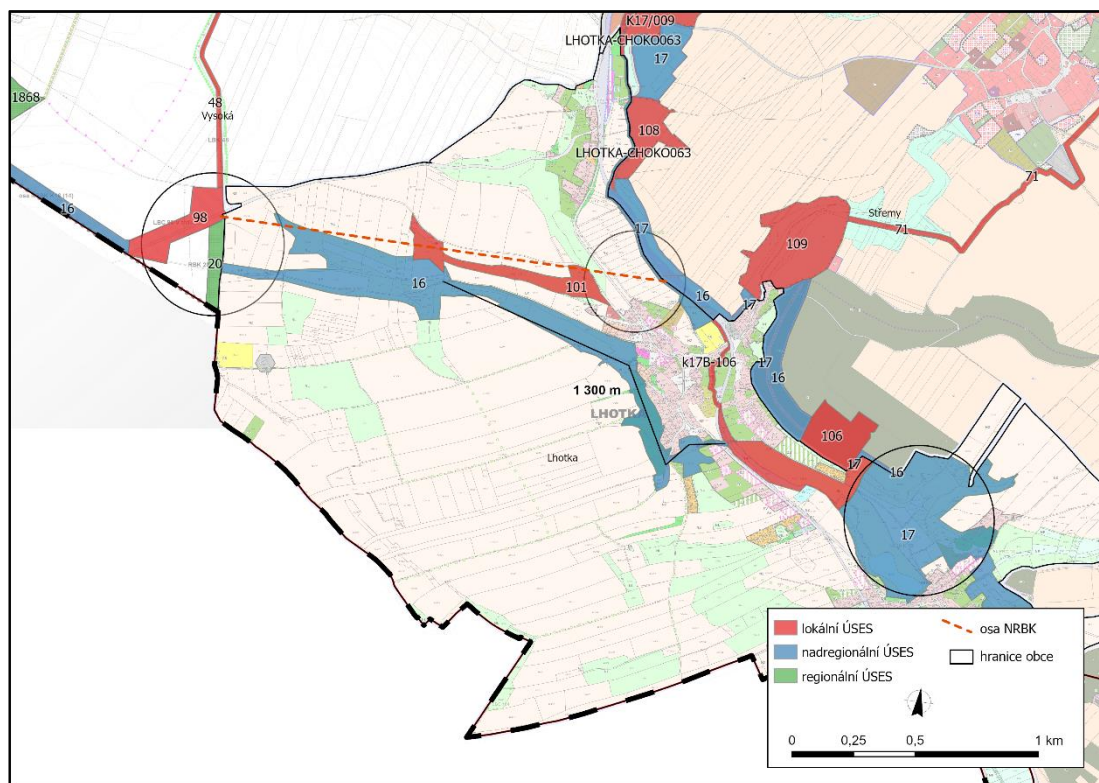 K17/009
LHOTKA-CHOKO063
17
1868
48
Vysoká
108
LHOTKA-CHOKO063
71
98
16
Střemy
71
109
17
20
16
101
16
17
k17B-106
17
16
1 300 m
LHOTK
106
Lhotka
17
16
17
lokální ÚSES
nadregionální ÚSES
regionální ÚSES
osa NRBK
hranice obce
0
0,25
0,5
1 km